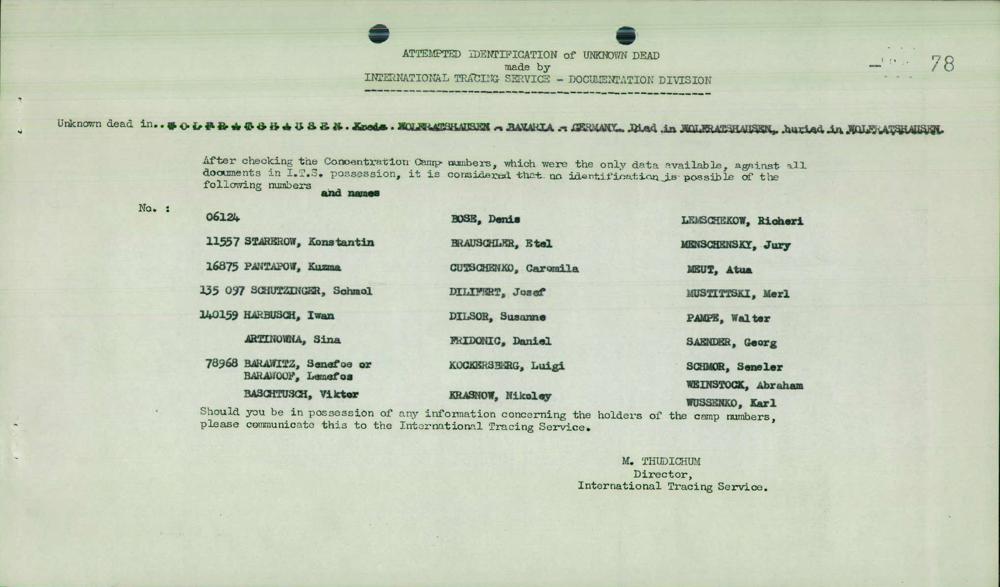 ATTEMPTED IDENTIFICATION of UNKNOWN DEAD
made by
INTERNATIONAL TRACING SERVICE - DOCUMENTATION DIVISION
78
Unknown dead in..WOLFRATSHAUSEN. Kreis. WOLFRATSHAUSEN - BAVARIA - GERMANY. Died in WOLFRATSHAUSEN, buried in WOLFRATSHAUSEN.
After checking the Concentration Camp numbers, which were the only data available, against all
documents in I.T.S. possession, it is considered that no identification is possible of the
following numbers and names
No. :
06124 BOSE, Denis LEMSCHEKOW, Richeri
11557 STAREROW, Konstantin BRAUSCHLER, Etel MENSCHENSKY, Jury
16875 PANTAPOW, Kuzma CUTSCHENKO, Caromila MEUT, Atua
135 097 SCHUTZINGER, Schmol DILIFERT, Josef MUSTITTSKI, Merl
140159 HARBUSCH, Iwan DILSOR, Susanne PAMPE, Walter
ARTINOWNA, Sina FRIDONIC, Daniel SAENDER, Georg
78968 BARAWITZ, Senefoe or KOCKERSBERG, Luigi SCHMOR, Seneler
BARAWOOF, Lemefos WEINSTOCK, Abraham
BASCHTUSCH, Viktor KRASNOW, Nikoley WUSSENKO, Karl
Should you be in possession of any information concerning the holders of the camp numbers,
please communicate this to the International Tracing Service.
M. THUDICHUM
Director,
International Tracing Service.